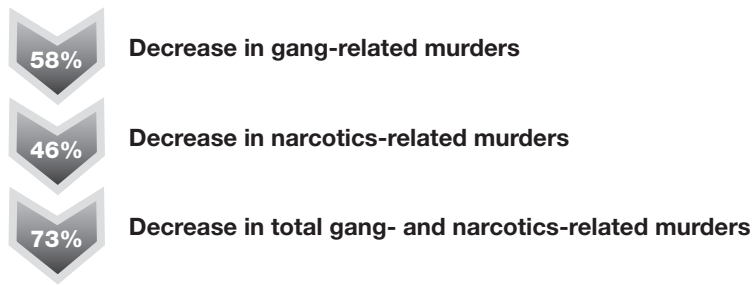 58% Decrease in gang-related murders
46% Decrease in narcotics-related murders
73% Decrease in total gang- and narcotics-related murders